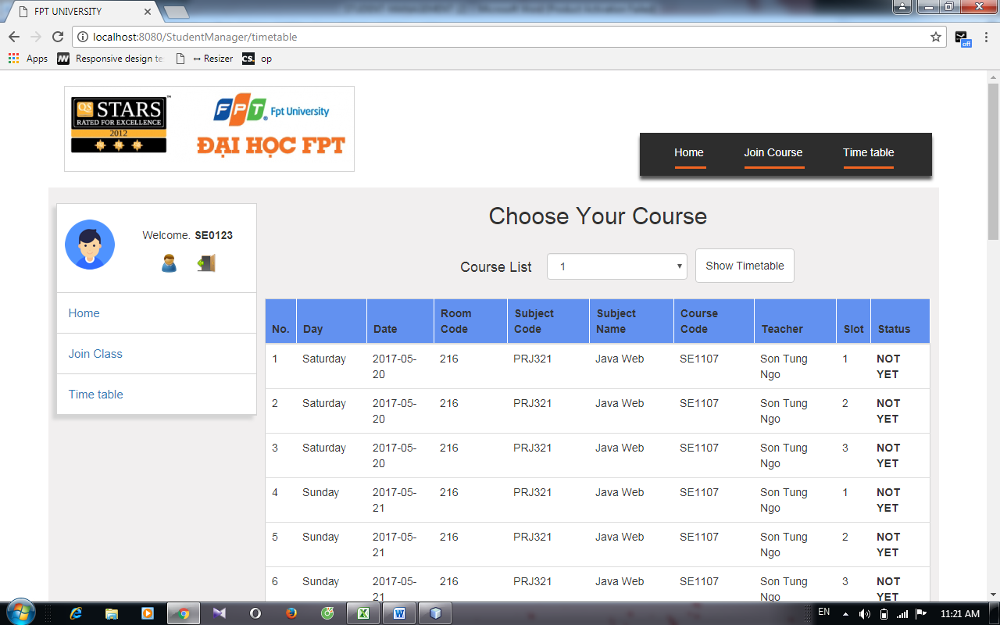 FPT UNIVERSITY
localhost:8080/StudentManager/timetable
Apps
Responsive design te
↔ Resizer
CS.
op
off
QS STARS™
RATED FOR EXCELLENCE
2012
FPT® Fpt University
ĐẠI HỌC FPT
Home Join Course Time table
Welcome. SE0123
Home
Join Class
Time table
Choose Your Course
Course List 1 Show Timetable
No. Day Date Room Code Subject Code Subject Name Course Code Teacher Slot Status
1 Saturday 2017-05-20 216 PRJ321 Java Web SE1107 Son Tung Ngo 1 NOT YET
2 Saturday 2017-05-20 216 PRJ321 Java Web SE1107 Son Tung Ngo 2 NOT YET
3 Saturday 2017-05-20 216 PRJ321 Java Web SE1107 Son Tung Ngo 3 NOT YET
4 Sunday 2017-05-21 216 PRJ321 Java Web SE1107 Son Tung Ngo 1 NOT YET
5 Sunday 2017-05-21 216 PRJ321 Java Web SE1107 Son Tung Ngo 2 NOT YET
6 Sunday 2017-05-21 216 PRJ321 Java Web SE1107 Son Tung Ngo 3 NOT YET
EN
11:21 AM